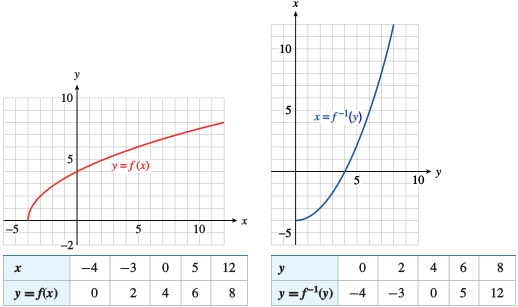 x
y
10
10
5
5
x = f⁻¹(y)
y = f (x)
5
10
y
−5
5
10
x
−2
−5
x −4 −3 0 5 12
y = f(x) 0 2 4 6 8
y 0 2 4 6 8
y = f⁻¹(y) −4 −3 0 5 12